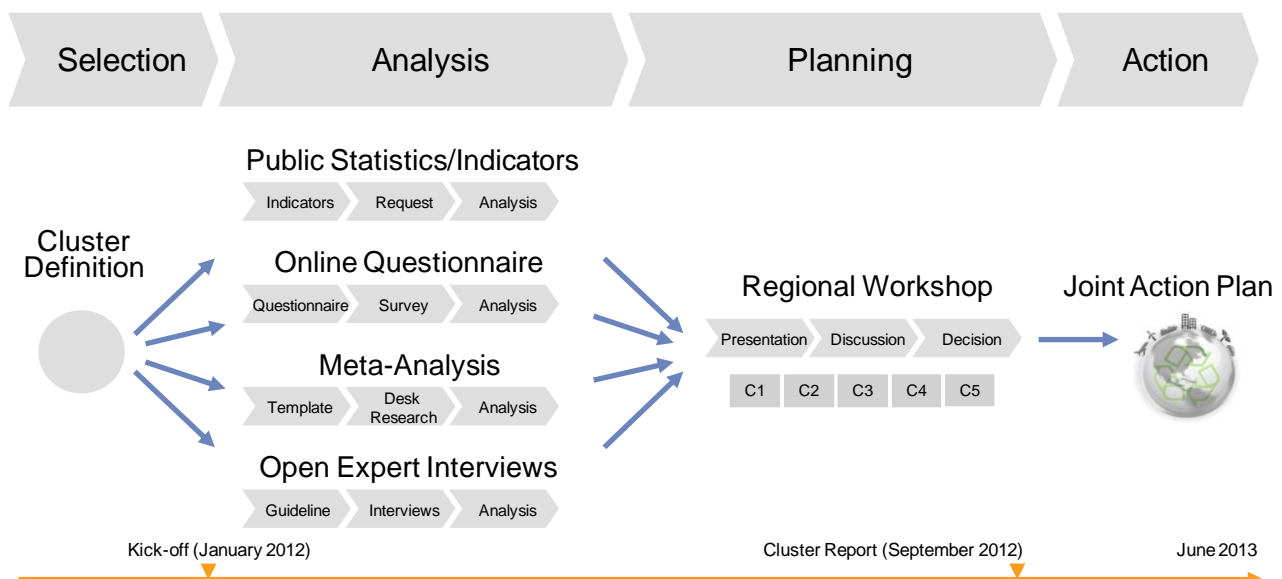 Selection
Analysis
Planning
Action
Public Statistics/Indicators
Indicators
Request
Analysis
Cluster
Definition
Online Questionnaire
Questionnaire
Survey
Analysis
Meta-Analysis
Template
Desk
Research
Analysis
Open Expert Interviews
Guideline
Interviews
Analysis
Regional Workshop
Presentation
Discussion
Decision
C1
C2
C3
C4
C5
Joint Action Plan
Kick-off (January 2012)
Cluster Report (September 2012)
June 2013